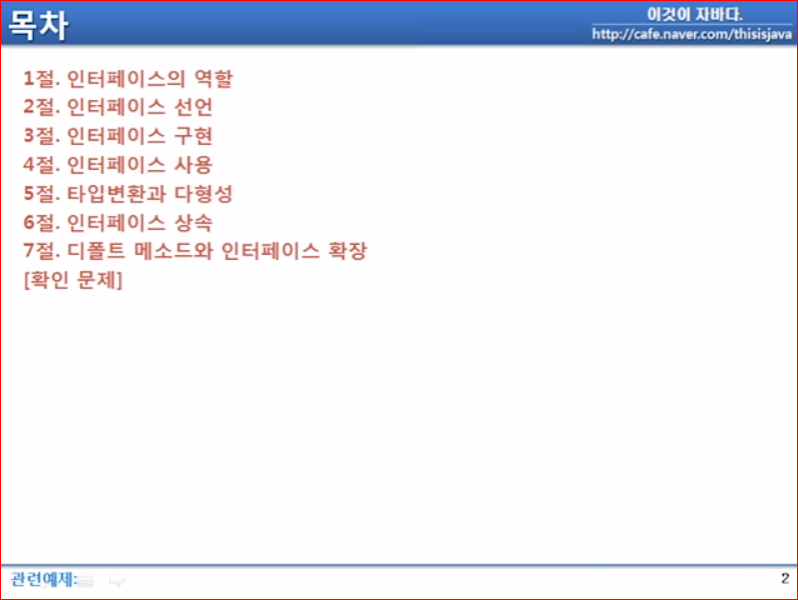 목차
이것이 자바다.
http://cafe.naver.com/thisisjava
1절. 인터페이스의 역할
2절. 인터페이스 선언
3절. 인터페이스 구현
4절. 인터페이스 사용
5절. 타입변환과 다형성
6절. 인터페이스 상속
7절. 디폴트 메소드와 인터페이스 확장
[확인 문제]
관련예제:
2